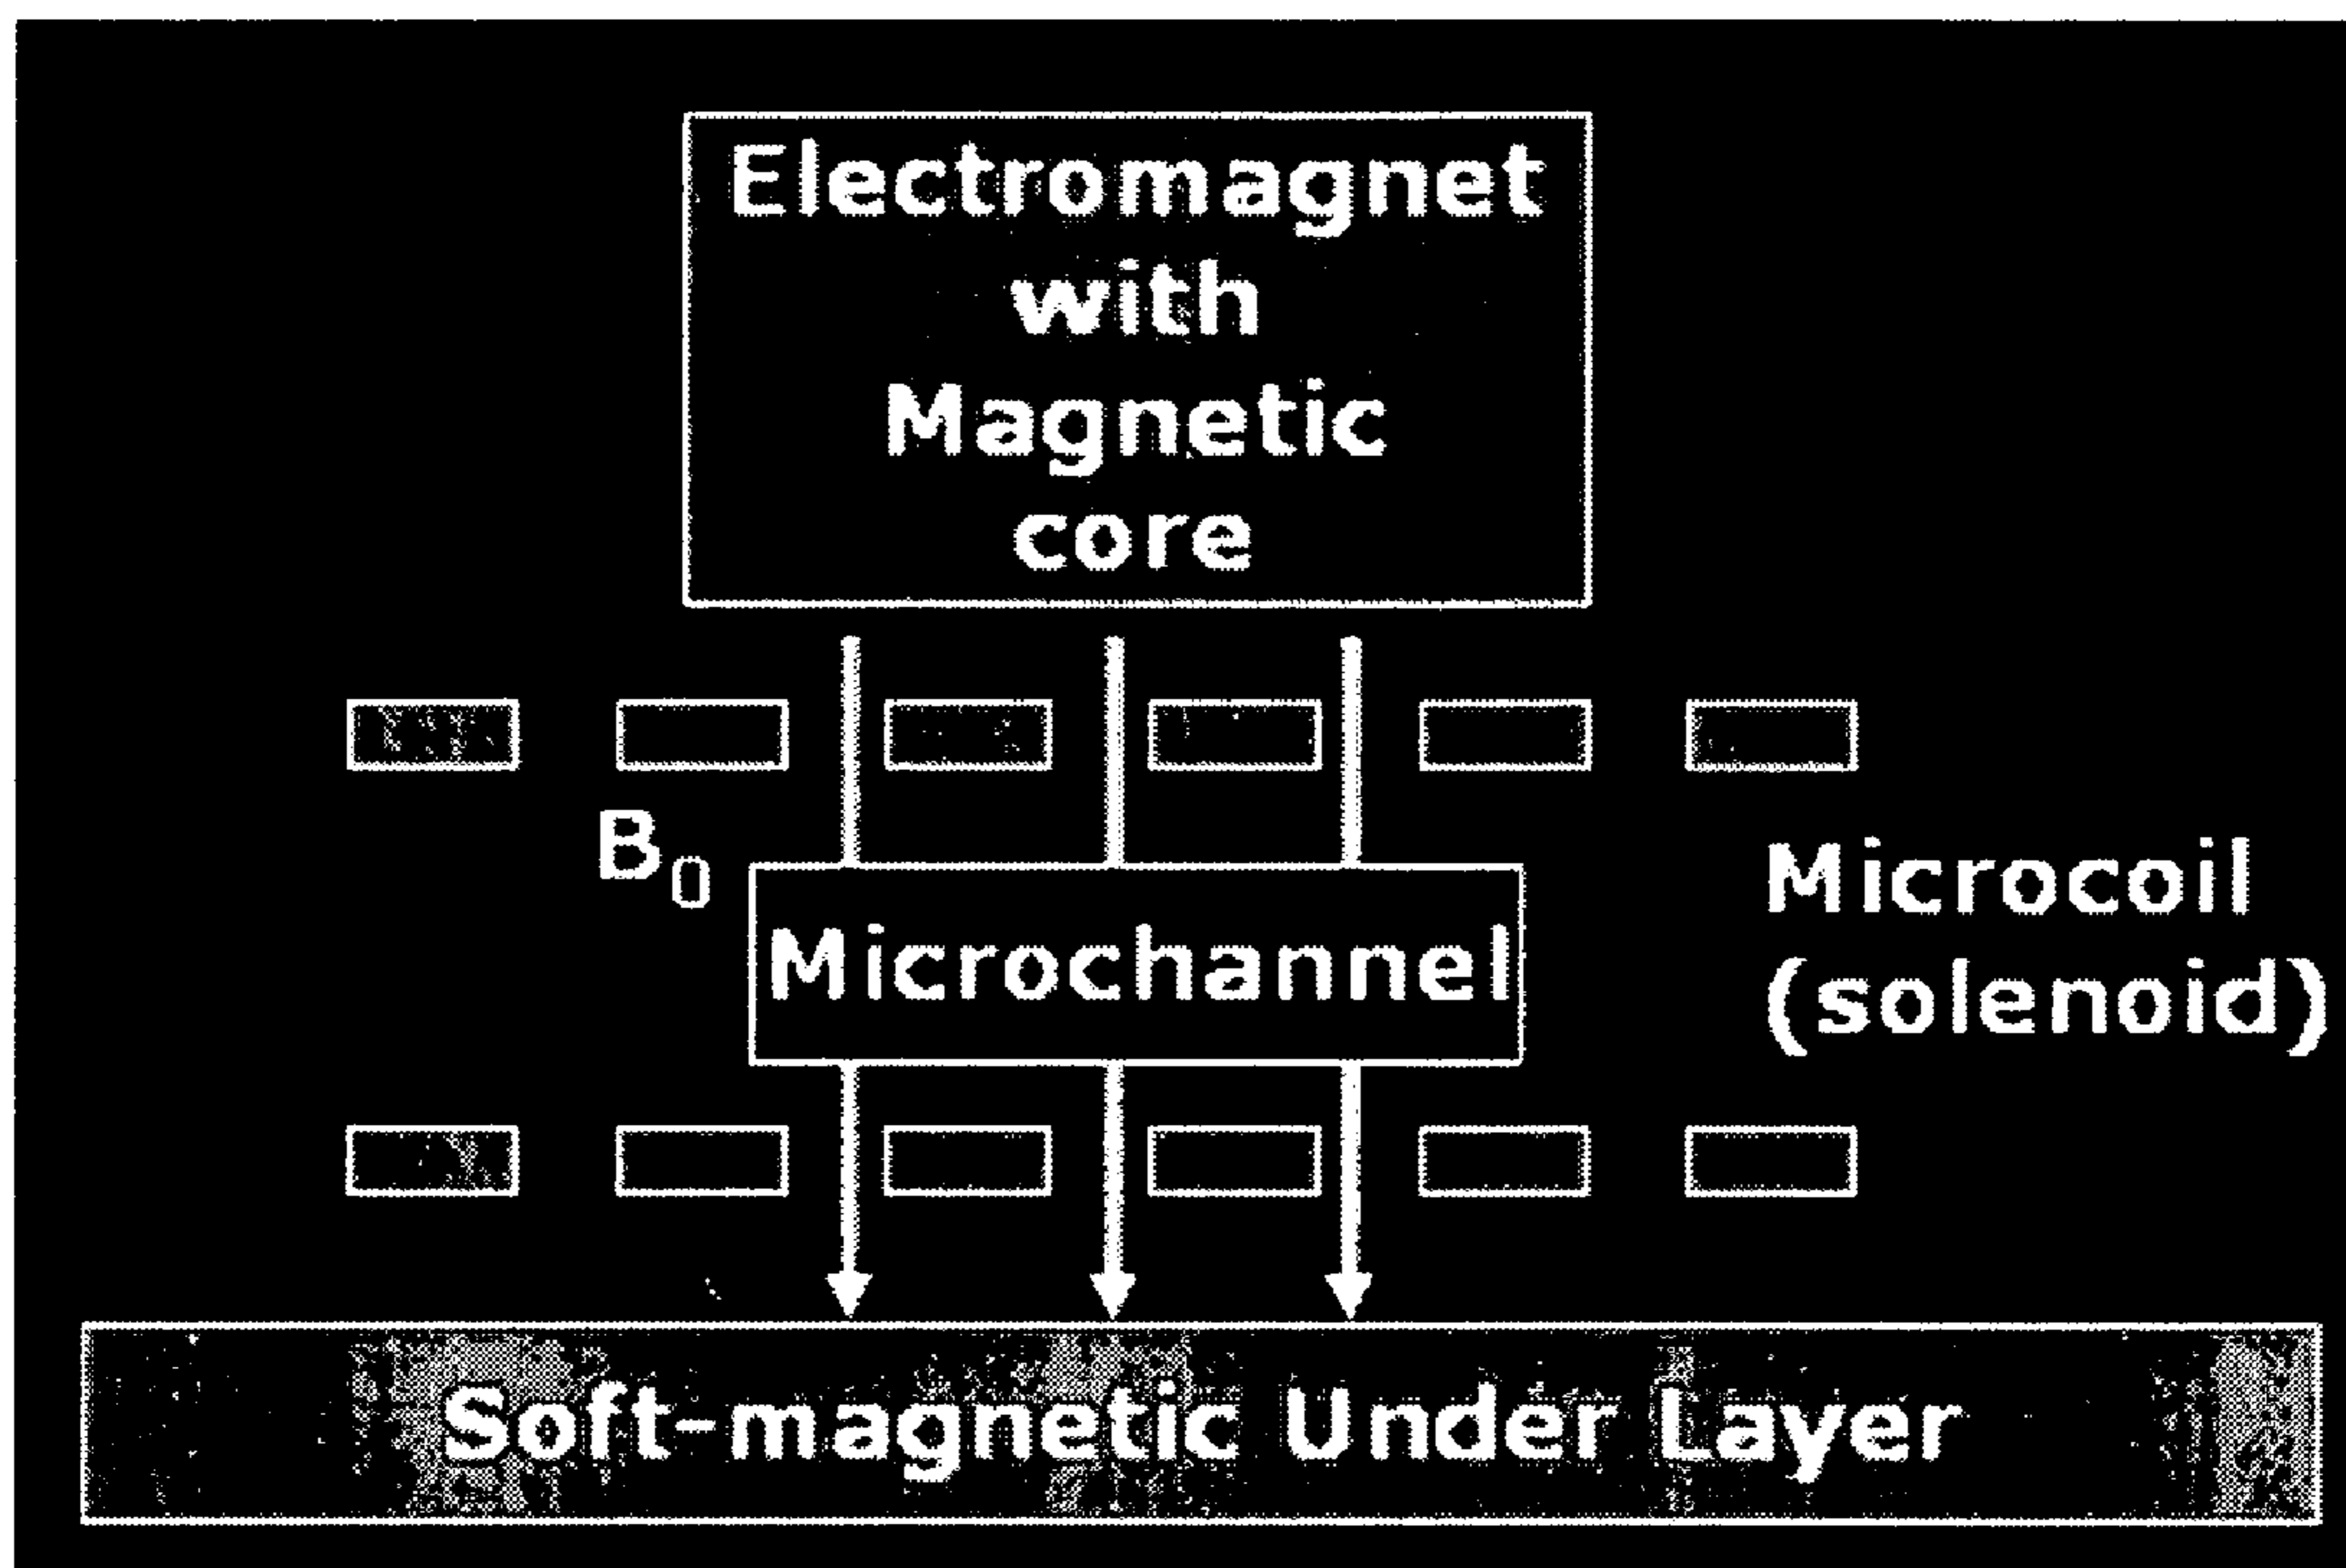 Electromagnet
with
Magnetic
core
B₀
Microcoil
(solenoid)
Microchannel
Soft-magnetic Under Layer